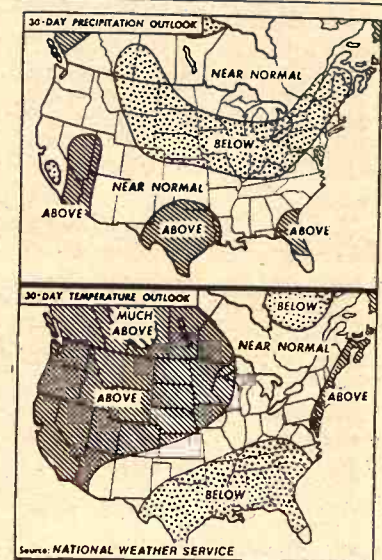 30-DAY PRECIPITATION OUTLOOK
NEAR NORMAL
BELOW
NEAR NORMAL
ABOVE
ABOVE
ABOVE
30-DAY TEMPERATURE OUTLOOK
MUCH
ABOVE
BELOW
NEAR NORMAL
ABOVE
ABOVE
BELOW
Source: NATIONAL WEATHER SERVICE